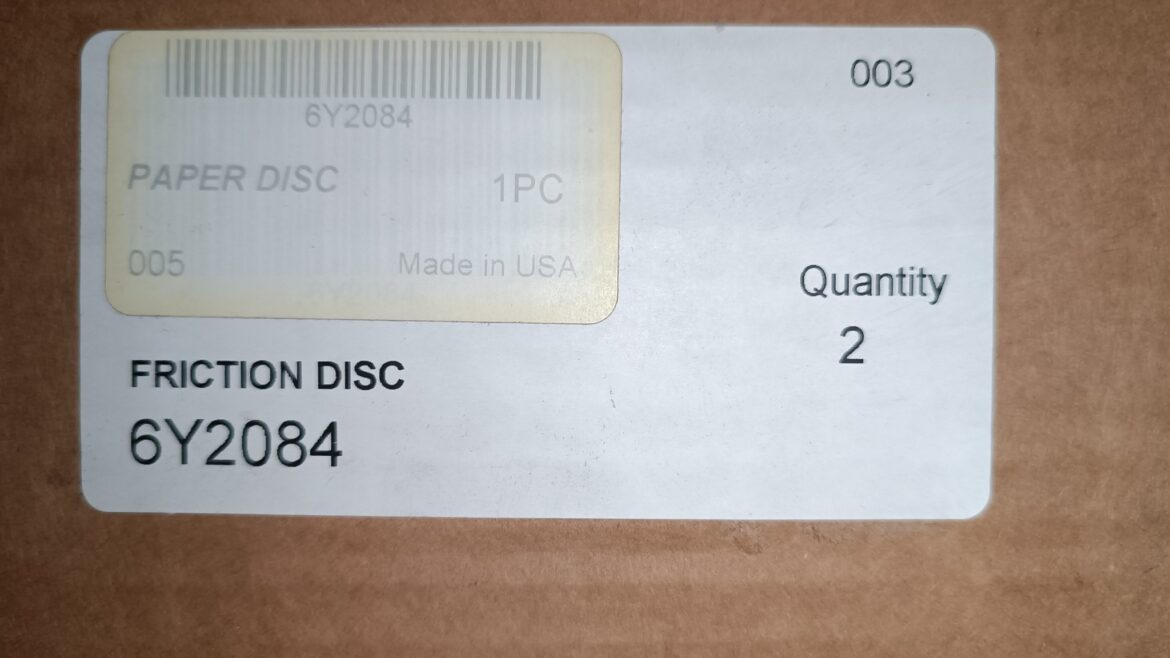 6Y2084
PAPER DISC
1PC
005
Made in USA
003
Quantity
2
FRICTION DISC
6Y2084